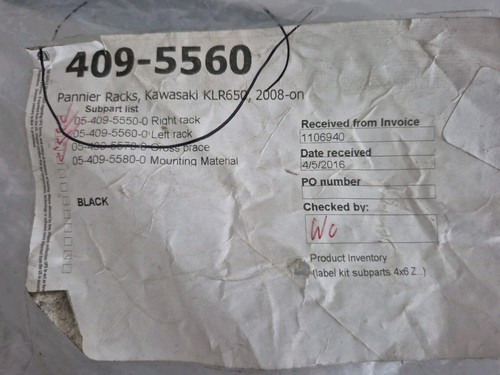 409-5560
Pannier Racks, Kawasaki KLR650, 2008-on
Subpart list
05-409-5550-0 Right rack
05-409-5560-0 Left rack
05-409-5570-0 Cross brace
05-409-5580-0 Mounting Material
BLACK
Received from Invoice
1106940
Date received
4/5/2016
PO number
Checked by:
WC
Product Inventory
(label kit subparts 4x6 Z..)